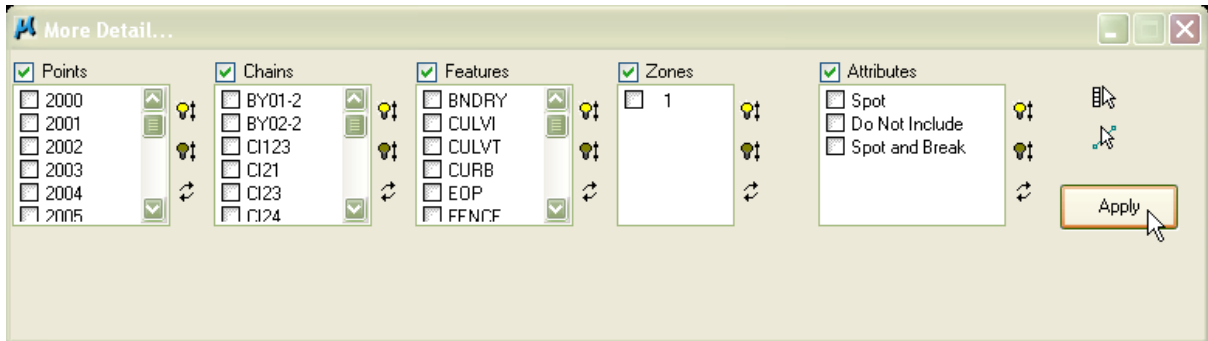 More Detail...
Points
2000
2001
2002
2003
2004
2005
Chains
BY01-2
BY02-2
CI123
CI21
CI23
CI24
Features
BNDRY
CULVI
CULVT
CURB
EOP
FENCE
Zones
1
Attributes
Spot
Do Not Include
Spot and Break
Apply